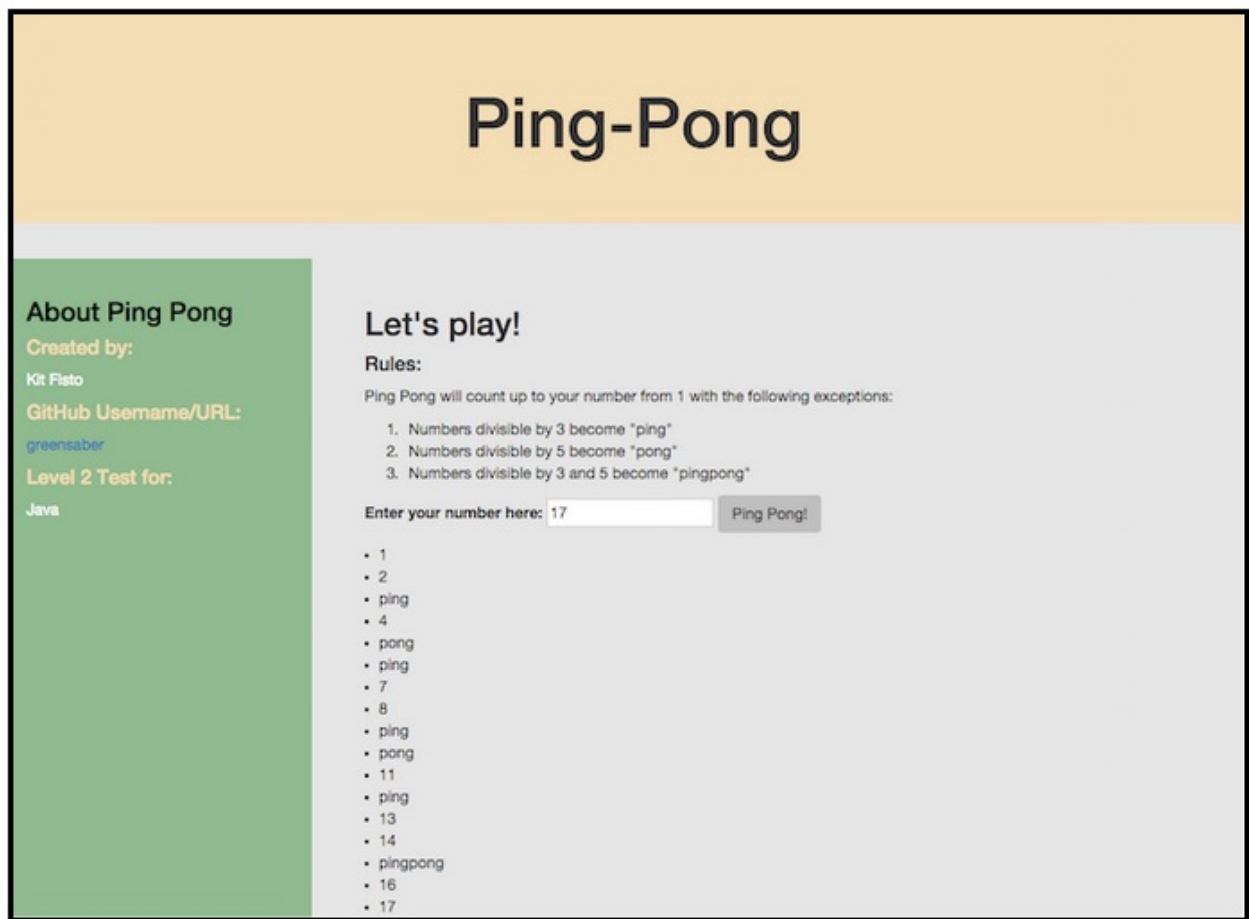 Ping-Pong
About Ping Pong
Created by:
Kit Fisto
GitHub Username/URL:
greensaber
Level 2 Test for:
Java
Let's play!
Rules:
Ping Pong will count up to your number from 1 with the following exceptions:
1. Numbers divisible by 3 become "ping"
2. Numbers divisible by 5 become "pong"
3. Numbers divisible by 3 and 5 become "pingpong"
Enter your number here: 17 Ping Pong!
• 1
• 2
• ping
• 4
• pong
• ping
• 7
• 8
• ping
• pong
• 11
• ping
• 13
• 14
• pingpong
• 16
• 17